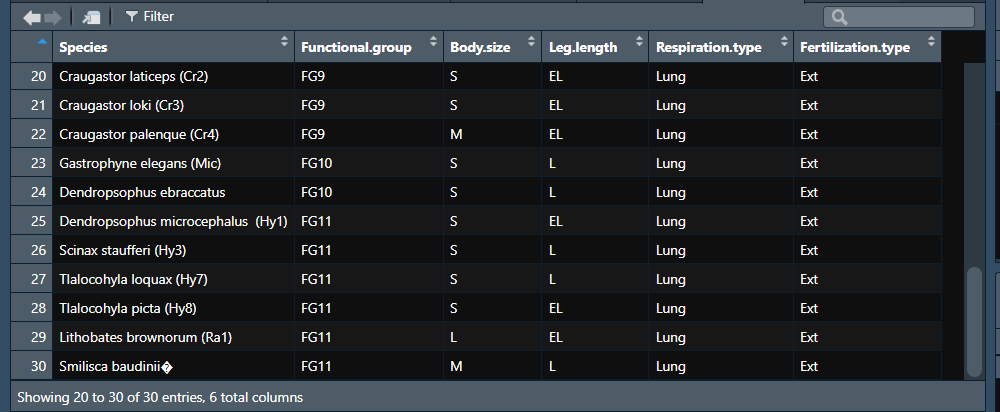 Filter
Species Functional.group Body.size Leg.length Respiration.type Fertilization.type
20 Craugastor laticeps (Cr2) FG9 S EL Lung Ext
21 Craugastor loki (Cr3) FG9 S EL Lung Ext
22 Craugastor palenque (Cr4) FG9 M EL Lung Ext
23 Gastrophyne elegans (Mic) FG10 S L Lung Ext
24 Dendropsophus ebraccatus FG10 S L Lung Ext
25 Dendropsophus microcephalus (Hy1) FG11 S EL Lung Ext
26 Scinax staufferi (Hy3) FG11 S L Lung Ext
27 Tlalocohyla loquax (Hy7) FG11 S L Lung Ext
28 Tlalocohyla picta (Hy8) FG11 S EL Lung Ext
29 Lithobates brownorum (Ra1) FG11 L EL Lung Ext
30 Smilisca baudinii� FG11 M L Lung Ext
Showing 20 to 30 of 30 entries, 6 total columns